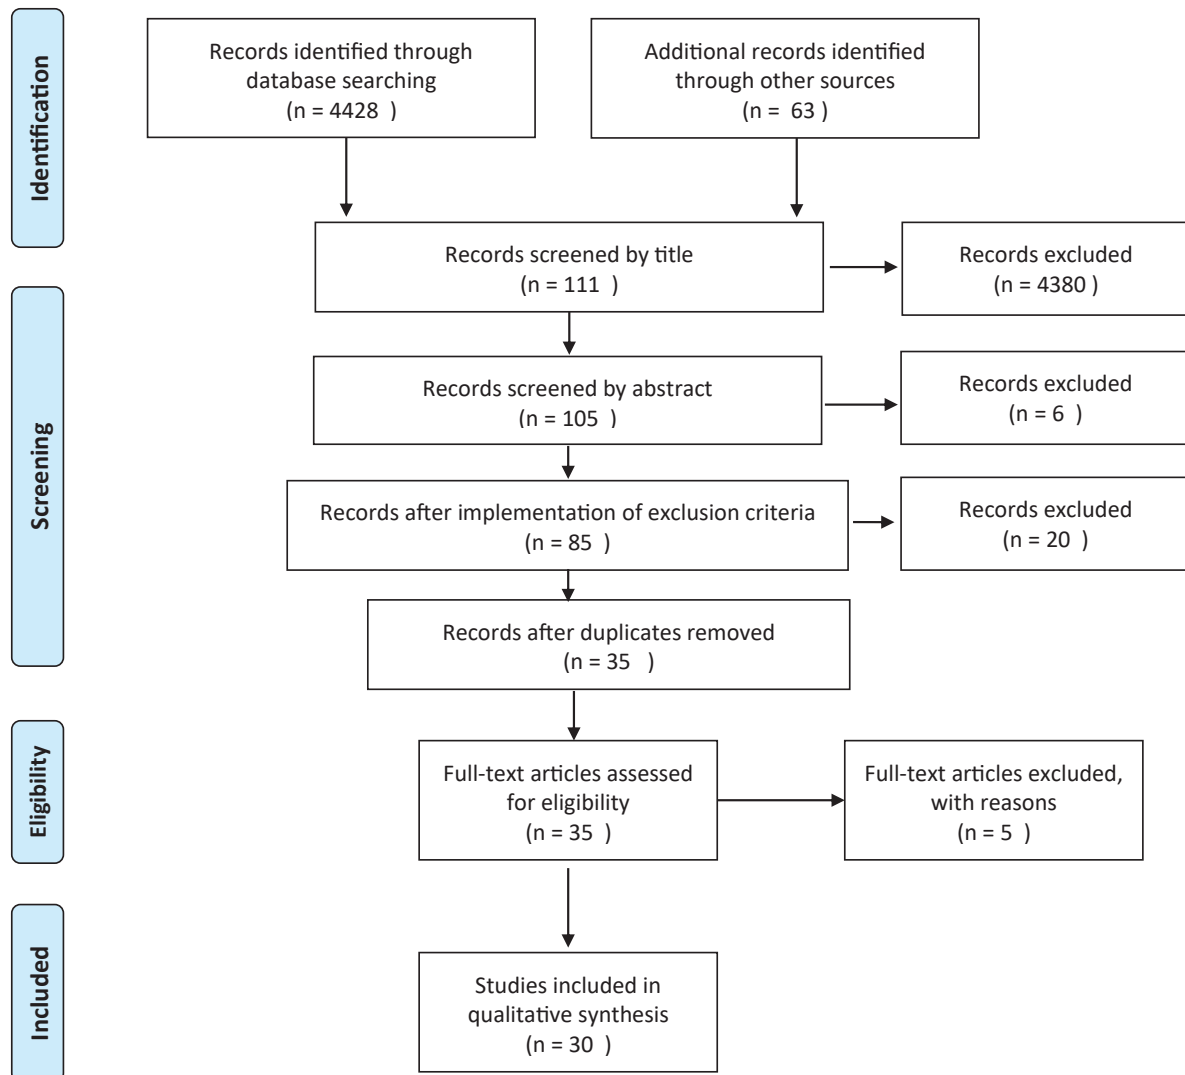 Identification
Records identified through
database searching
(n = 4428 )
Additional records identified
through other sources
(n = 63 )
Records screened by title
(n = 111 )
Records excluded
(n = 4380 )
Screening
Records screened by abstract
(n = 105 )
Records excluded
(n = 6 )
Records after implementation of exclusion criteria
(n = 85 )
Records excluded
(n = 20 )
Records after duplicates removed
(n = 35 )
Eligibility
Full-text articles assessed
for eligibility
(n = 35 )
Full-text articles excluded,
with reasons
(n = 5 )
Included
Studies included in
qualitative synthesis
(n = 30 )